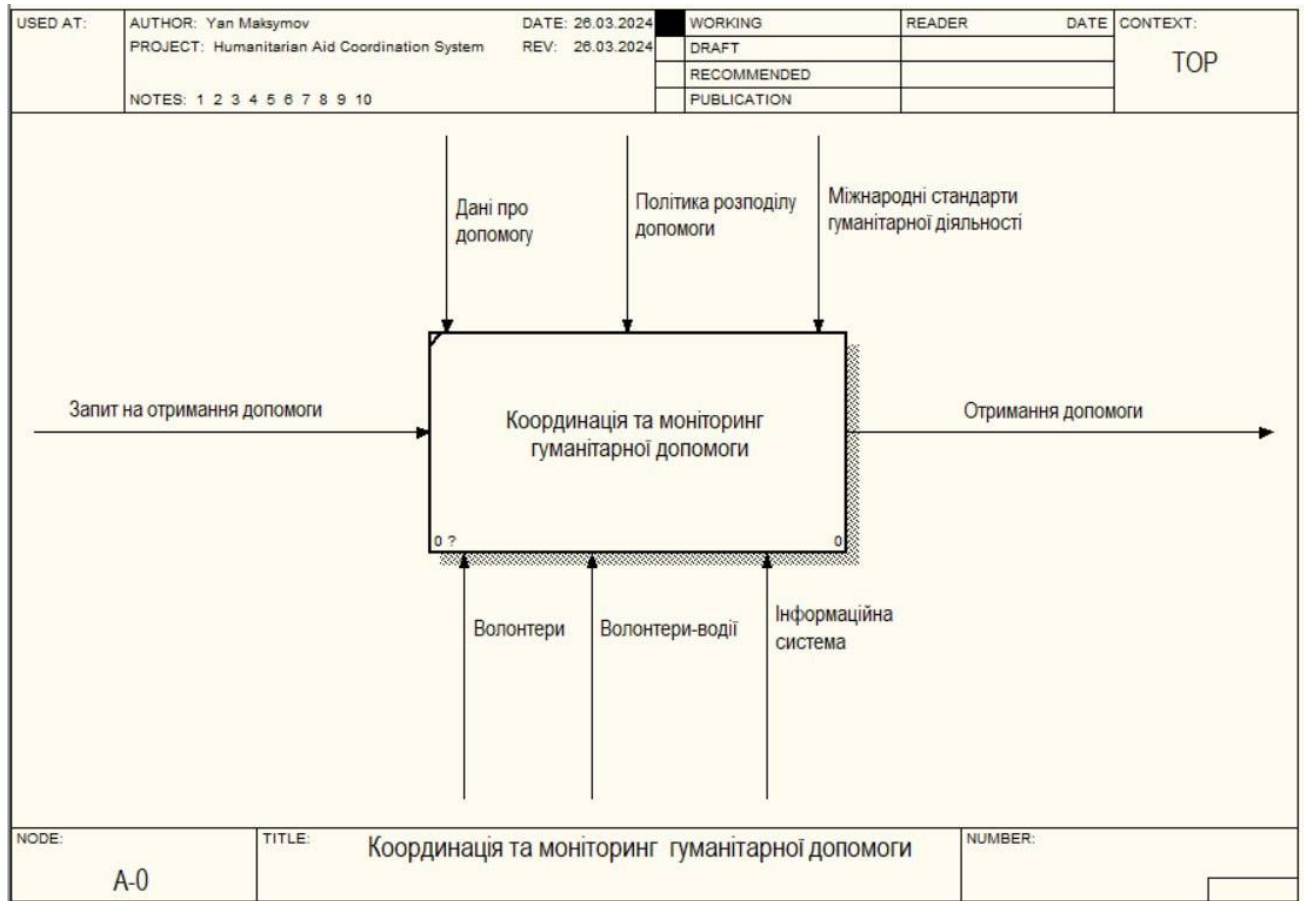 USED AT:
AUTHOR: Yan Maksymov
DATE: 26.03.2024
WORKING
READER
DATE
CONTEXT:
PROJECT: Humanitarian Aid Coordination System
REV: 26.03.2024
DRAFT
TOP
RECOMMENDED
NOTES: 1 2 3 4 5 6 7 8 9 10
PUBLICATION
Дані про
допомогу
Політика розподілу
допомоги
Міжнародні стандарти
гуманітарної діяльності
Запит на отримання допомоги
Координація та моніторинг
гуманітарної допомоги
Отримання допомоги
0 ?
0
Волонтери
Волонтери-водії
Інформаційна
система
NODE:
A-0
TITLE:
Координація та моніторинг гуманітарної допомоги
NUMBER: